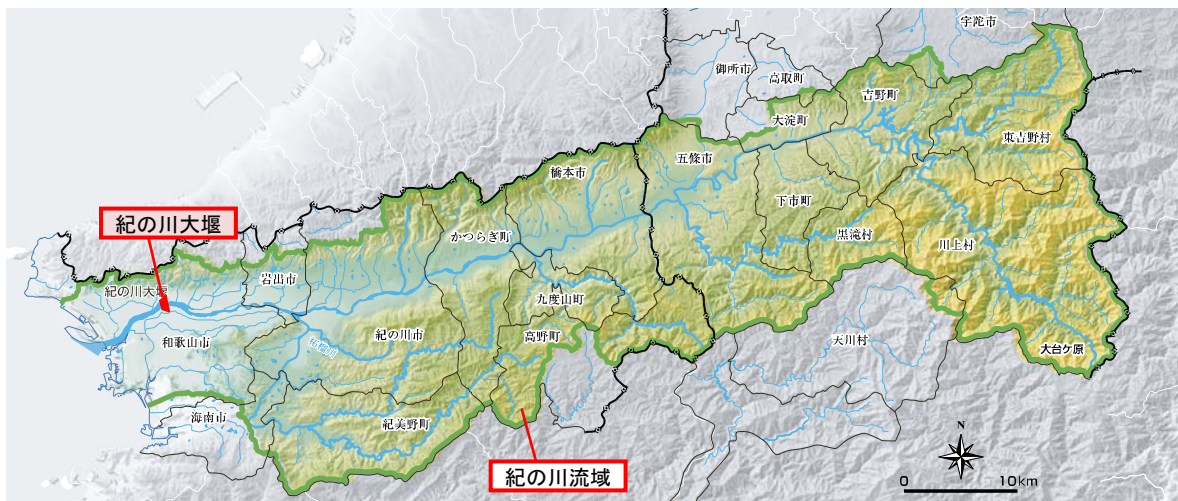 宇陀市
御所市
高取町
吉野町
大淀町
東吉野村
五條市
橋本市
下市町
紀の川大堰
かつらぎ町
黒滝村
川上村
岩出市
紀の川大堰
九度山町
紀の川市
高野町
和歌山市
天川村
大台ケ原
海南市
紀美野町
N
紀の川流域
0 10km